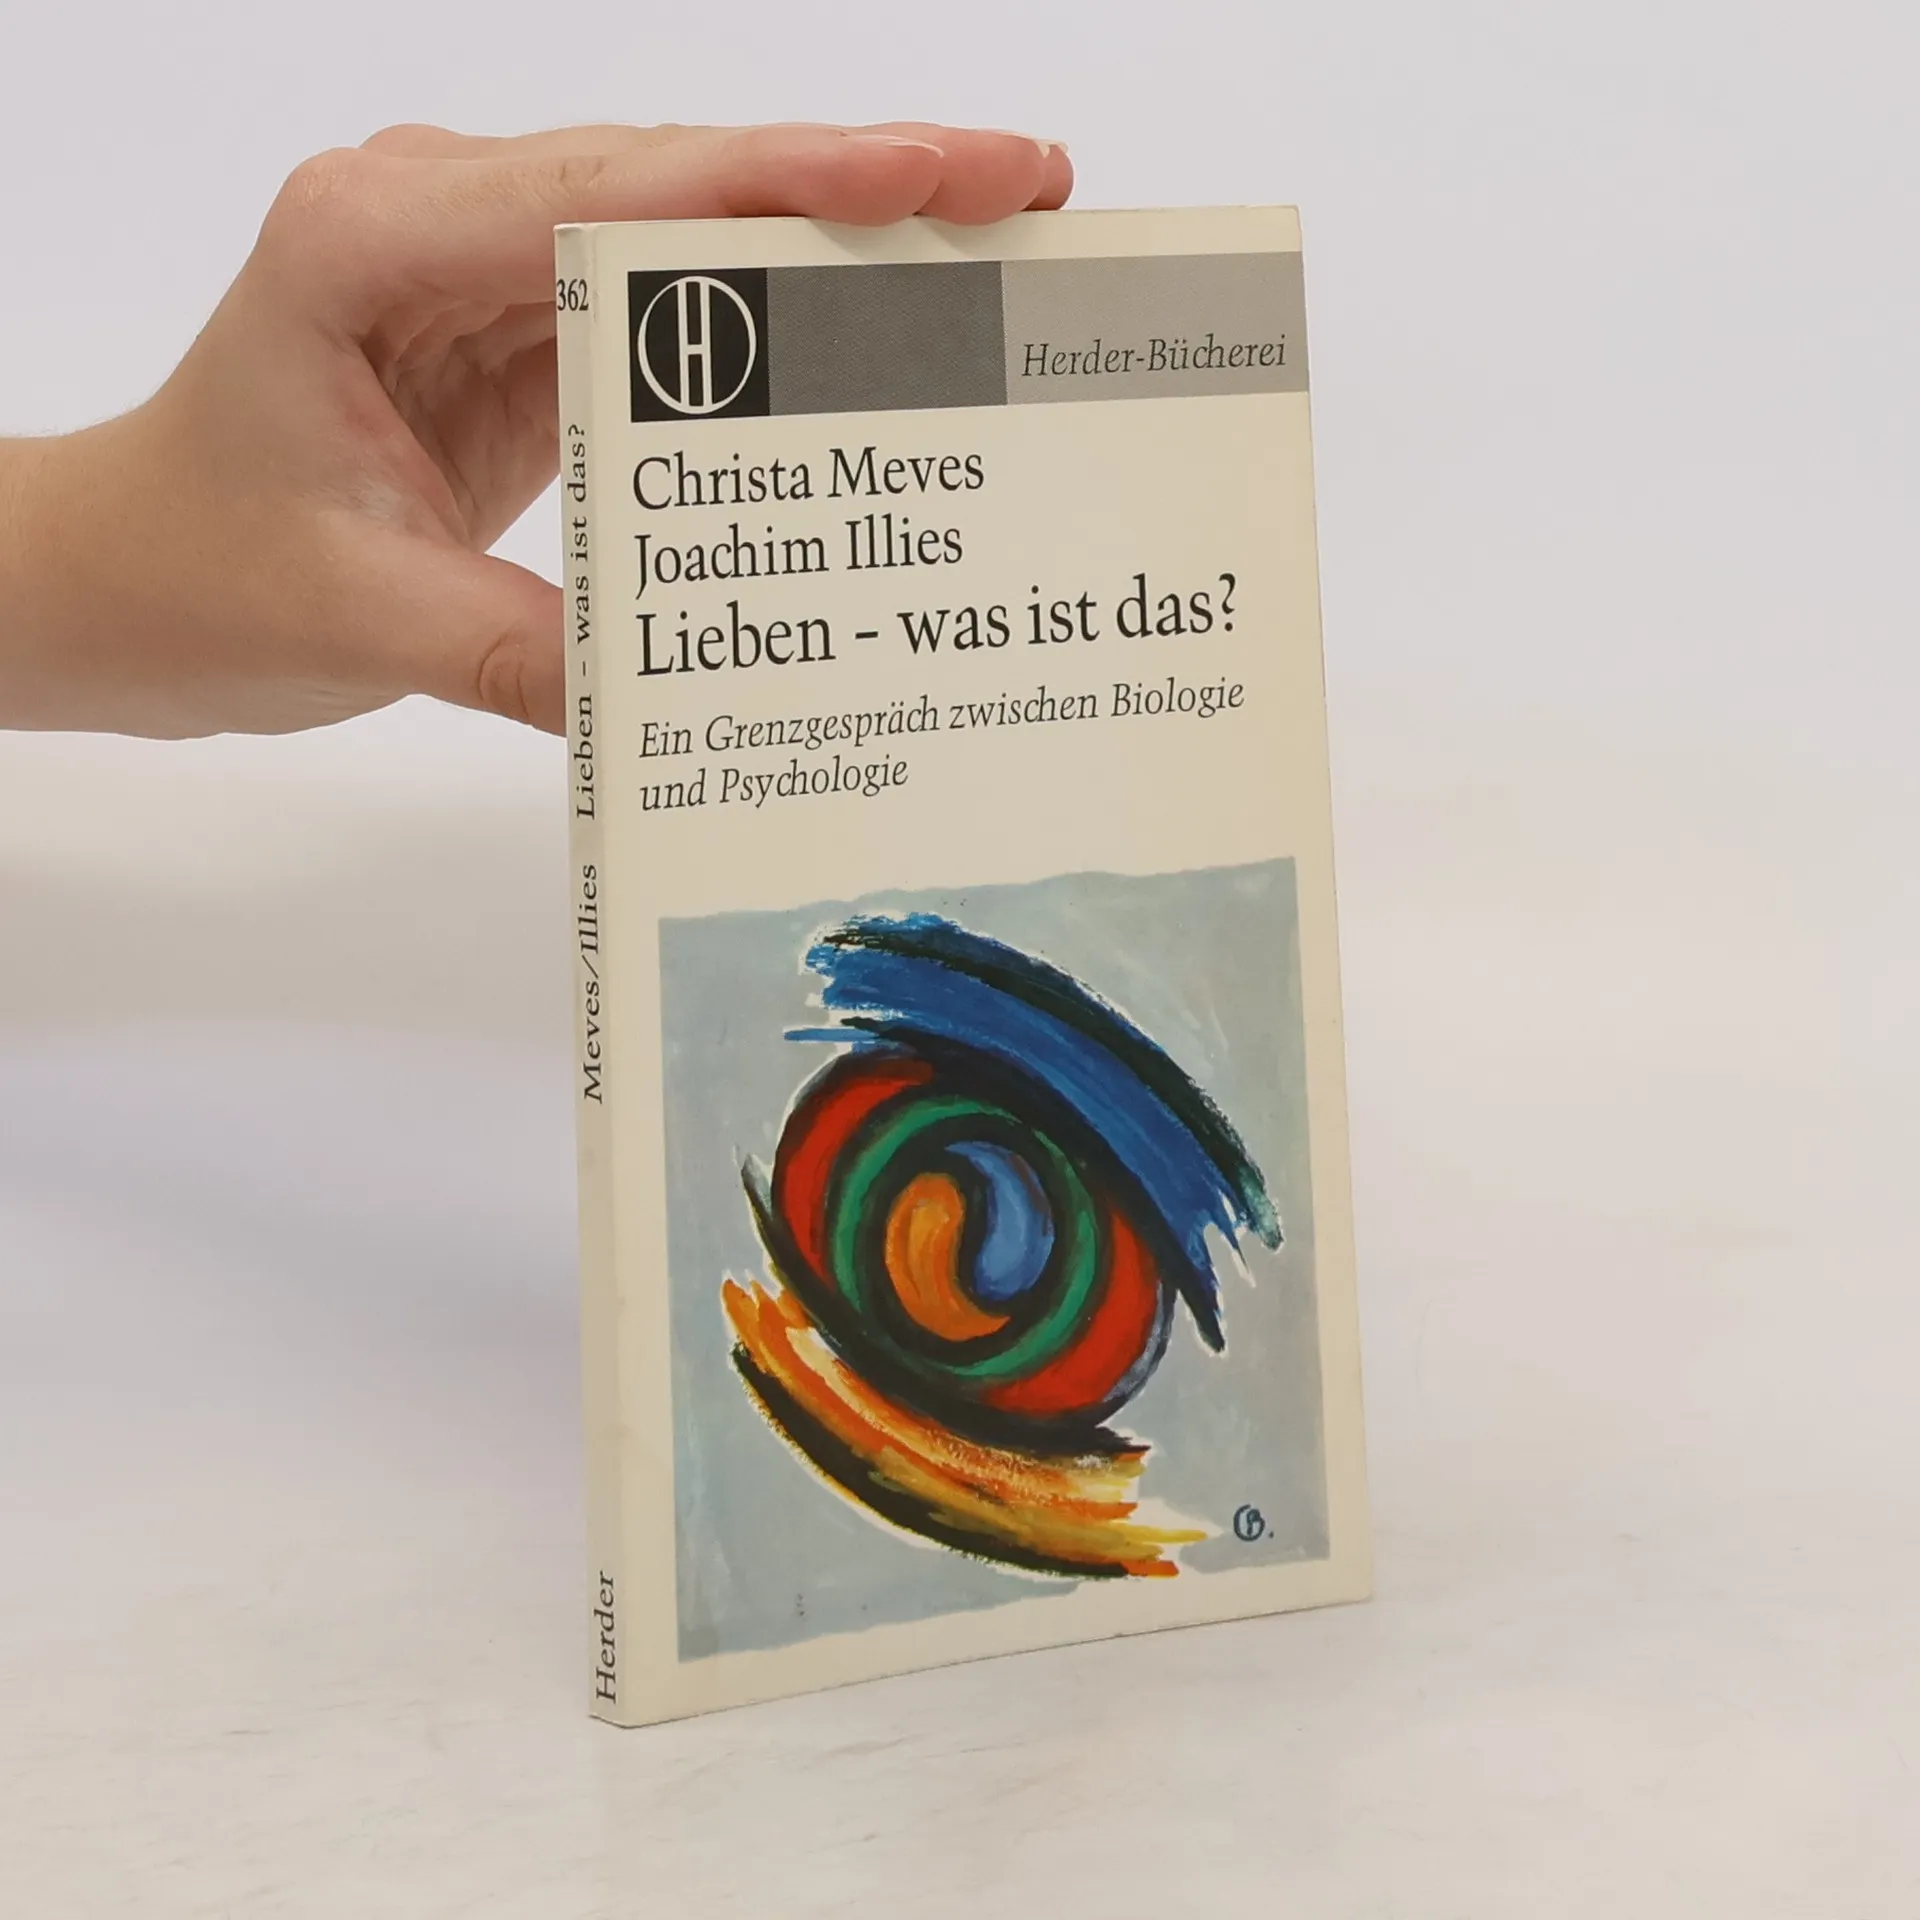 362
Meves/Illies Lieben – was ist das?
Herder
H
Herder-Bücherei
Christa Meves
Joachim Illies
Lieben – was ist das?
Ein Grenzgespräch zwischen Biologie
und Psychologie